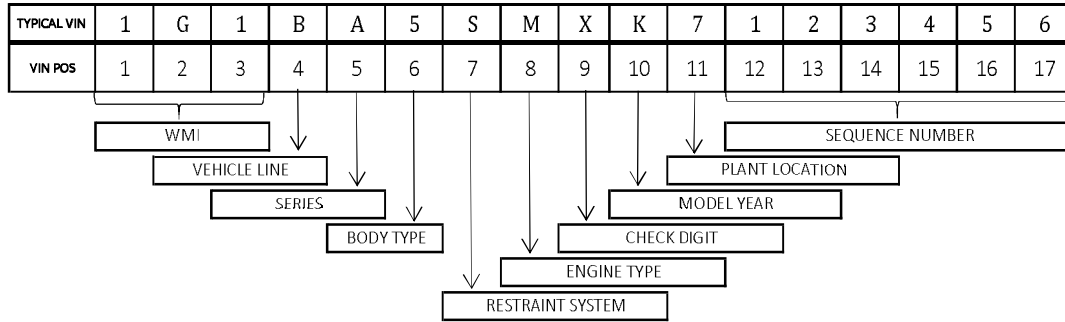 TYPICAL VIN 1 G 1 B A 5 S M X K 7 1 2 3 4 5 6
VIN POS 1 2 3 4 5 6 7 8 9 10 11 12 13 14 15 16 17
WMI SEQUENCE NUMBER
VEHICLE LINE PLANT LOCATION
SERIES MODEL YEAR
BODY TYPE CHECK DIGIT
ENGINE TYPE
RESTRAINT SYSTEM